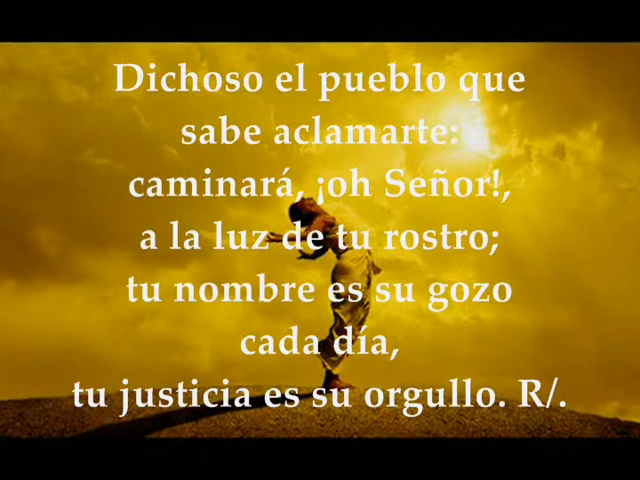 Dichoso el pueblo que
sabe aclamarte:
caminará, ¡oh Señor!,
a la luz de tu rostro;
tu nombre es su gozo
cada día,
tu justicia es su orgullo. R/.